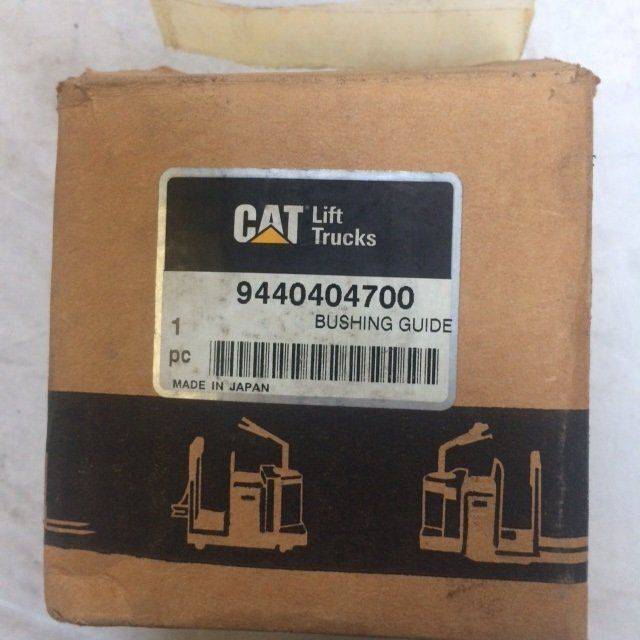 CAT Lift
Trucks
9440404700
1 BUSHING GUIDE
pc
MADE IN JAPAN